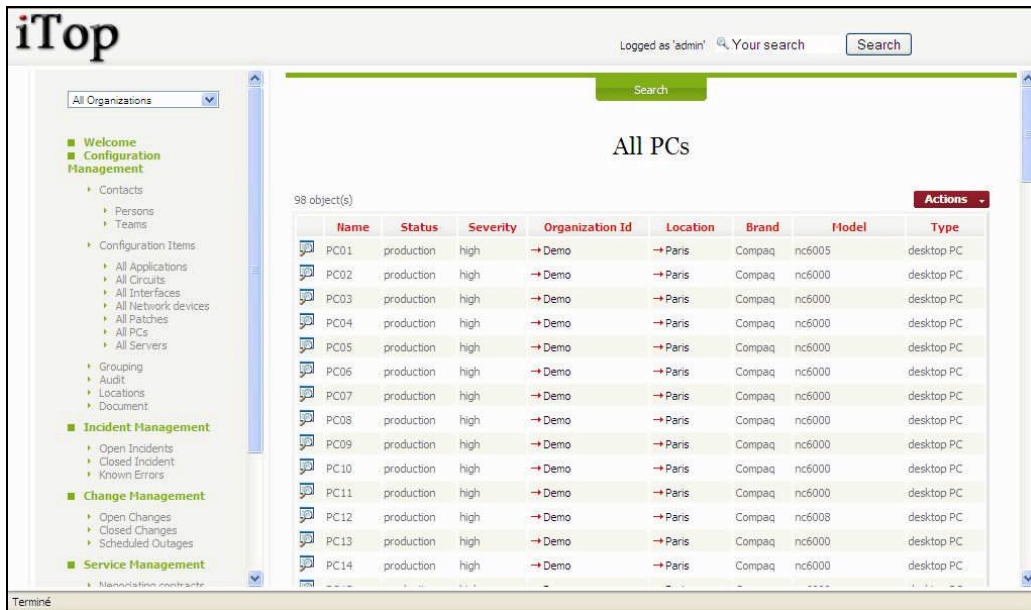 iTop
Logged as 'admin' Your search Search
All Organizations
Welcome
Configuration
Management
Contacts
Persons
Teams
Configuration Items
All Applications
All Circuits
All Interfaces
All Network devices
All Patches
All PCs
All Servers
Grouping
Audit
Locations
Document
Incident Management
Open Incidents
Closed Incident
Known Errors
Change Management
Open Changes
Closed Changes
Scheduled Outages
Service Management
Negociating contracts
Search
All PCs
98 object(s) Actions
Name Status Severity Organization Id Location Brand Model Type
PC01 production high → Demo → Paris Compaq nc6005 desktop PC
PC02 production high → Demo → Paris Compaq nc6000 desktop PC
PC03 production high → Demo → Paris Compaq nc6000 desktop PC
PC04 production high → Demo → Paris Compaq nc6000 desktop PC
PC05 production high → Demo → Paris Compaq nc6000 desktop PC
PC06 production high → Demo → Paris Compaq nc6000 desktop PC
PC07 production high → Demo → Paris Compaq nc6000 desktop PC
PC08 production high → Demo → Paris Compaq nc6000 desktop PC
PC09 production high → Demo → Paris Compaq nc6000 desktop PC
PC10 production high → Demo → Paris Compaq nc6000 desktop PC
PC11 production high → Demo → Paris Compaq nc6000 desktop PC
PC12 production high → Demo → Paris Compaq nc6008 desktop PC
PC13 production high → Demo → Paris Compaq nc6000 desktop PC
PC14 production high → Demo → Paris Compaq nc6000 desktop PC
Terminé